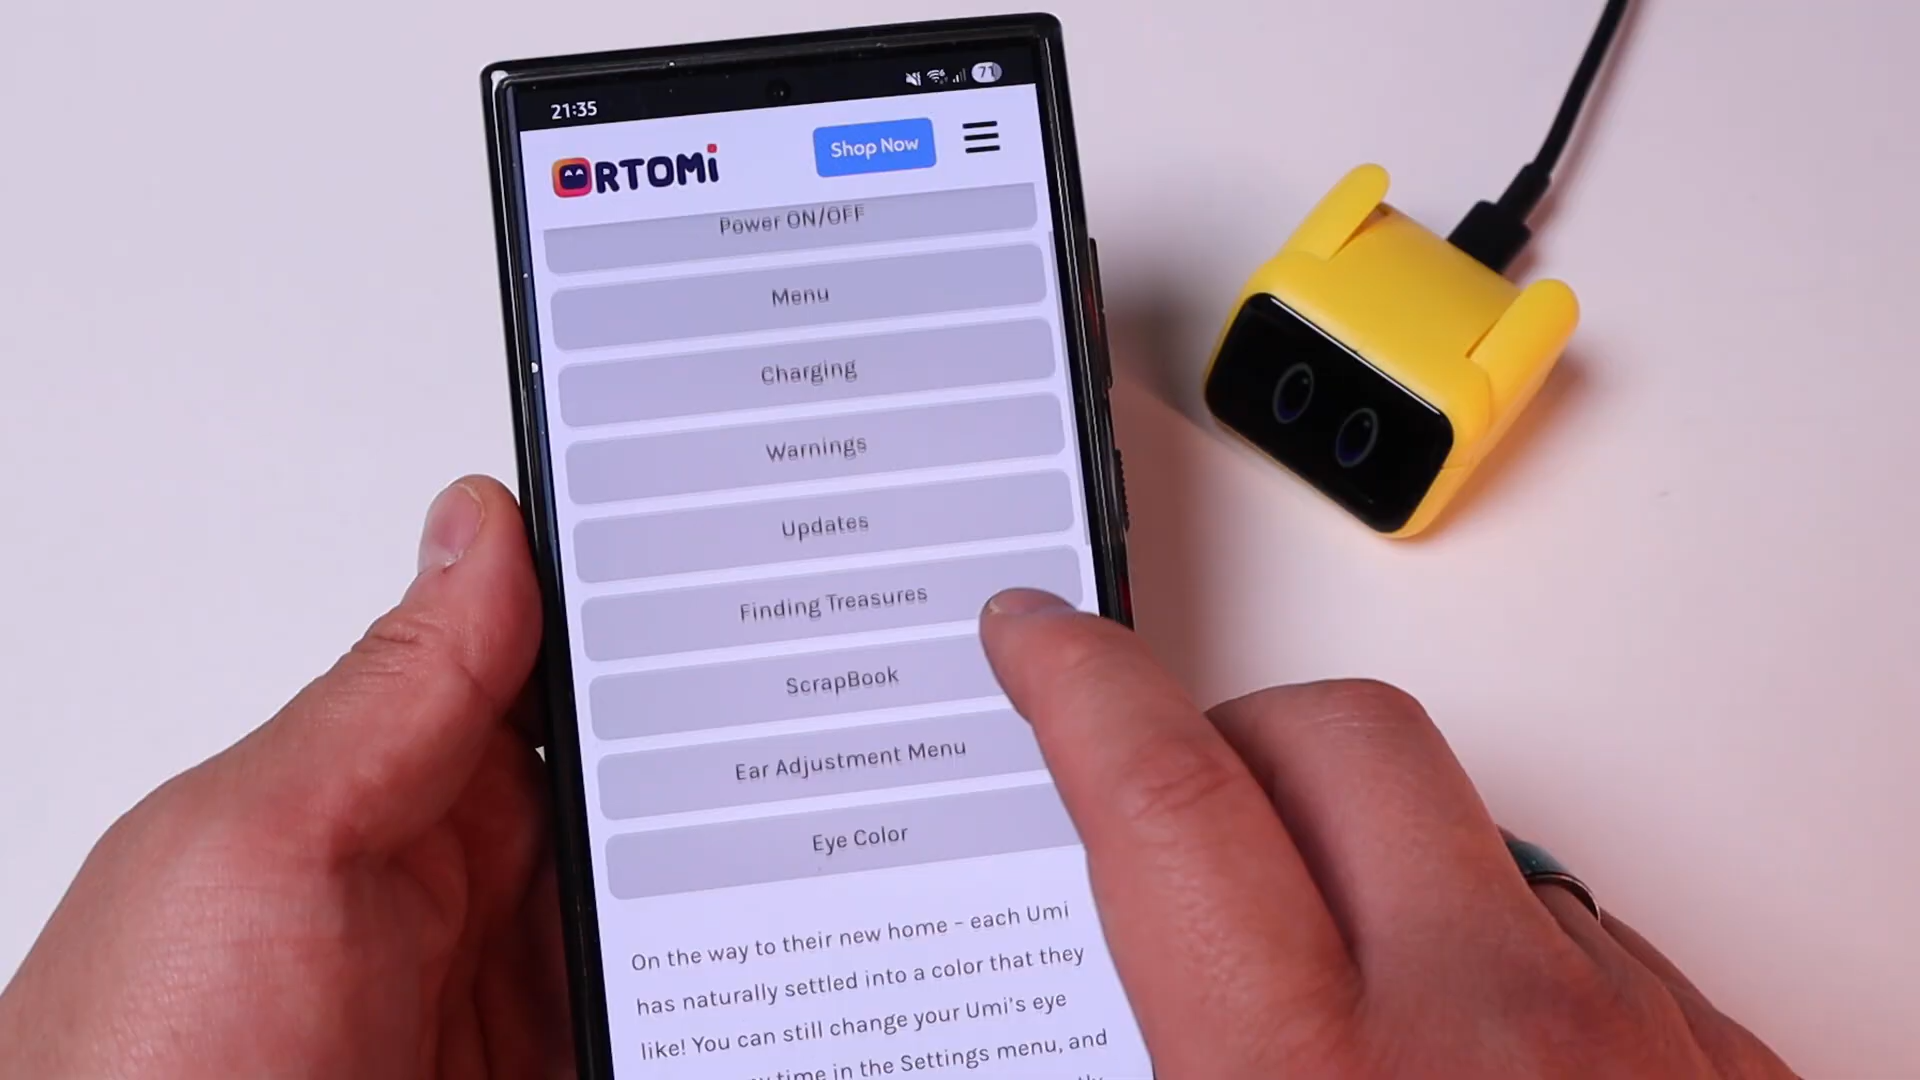 21:35
71
ORTOMi
Shop Now
Power ON/OFF
Menu
Charging
Warnings
Updates
Finding Treasures
ScrapBook
Ear Adjustment Menu
Eye Color
On the way to their new home – each Umi
has naturally settled into a color that they
like! You can still change your Umi's eye
time in the Settings menu, and